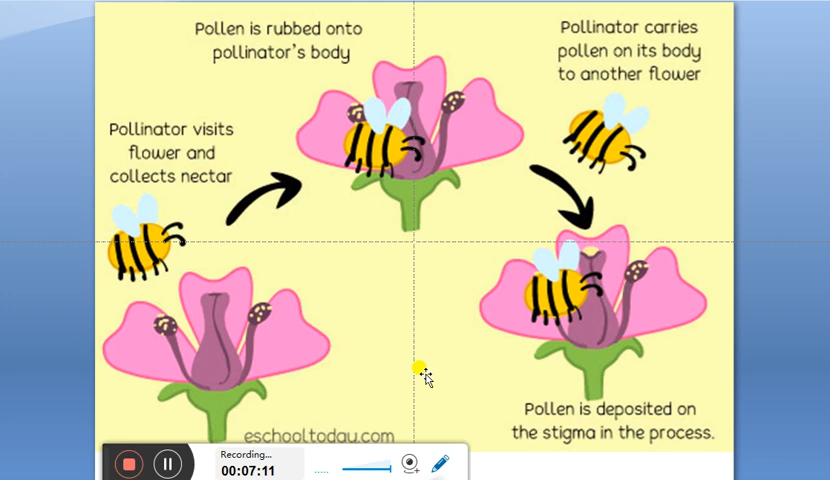 Pollen is rubbed onto
pollinator's body
Pollinator carries
pollen on its body
to another flower
Pollinator visits
flower and
collects nectar
Pollen is deposited on
the stigma in the process.
eschooltoday.com
Recording...
00:07:11